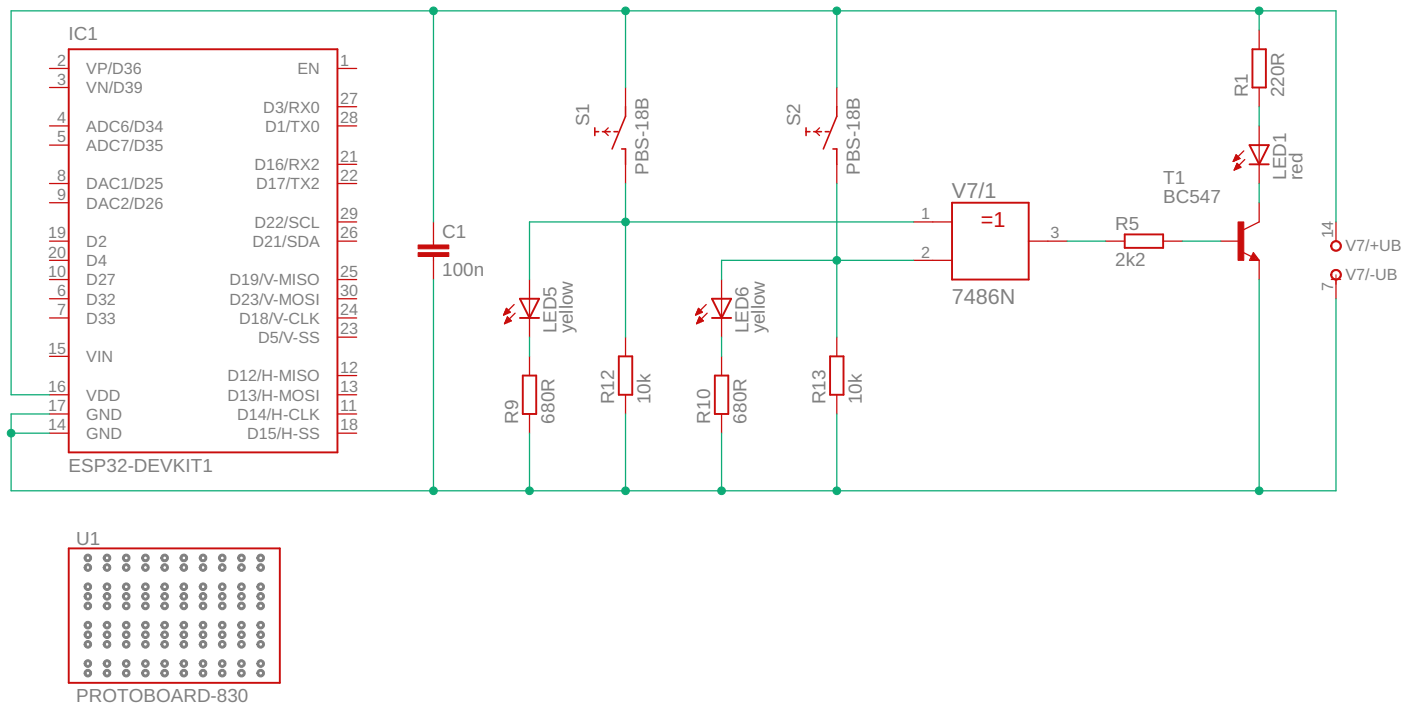 IC1
2 VP/D36 EN 1
3 VN/D39
D3/RX0 27
4 ADC6/D34 D1/TX0 28
5 ADC7/D35
D16/RX2 21
8 DAC1/D25 D17/TX2 22
9 DAC2/D26
D22/SCL 29
19 D2 D21/SDA 26
20 D4
10 D27 D19/V-MISO 25
6 D32 D23/V-MOSI 30
7 D33 D18/V-CLK 24
D5/V-SS 23
15 VIN
D12/H-MISO 12
16 VDD D13/H-MOSI 13
17 GND D14/H-CLK 11
14 GND D15/H-SS 18
ESP32-DEVKIT1
C1
100n
S1
PBS-18B
S2
PBS-18B
LED5
yellow
R9
680R
R12
10k
LED6
yellow
R10
680R
R13
10k
V7/1
=1
1
2
3
7486N
R5
2k2
T1
BC547
R1
220R
LED1
red
14
V7/+UB
V7/-UB
7
U1
PROTOBOARD-830